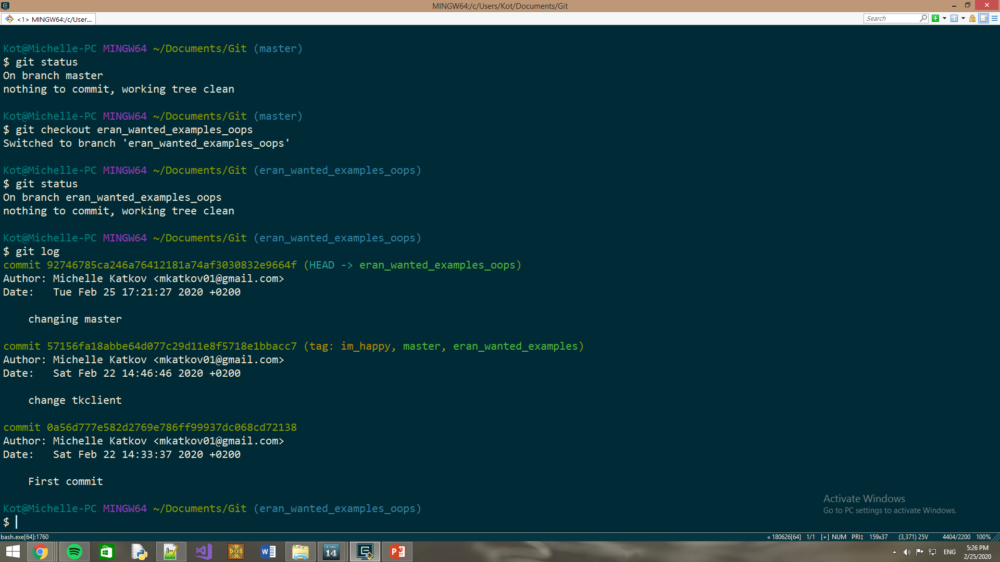 MINGW64:/c/Users/Kot/Documents/Git
<1> MINGW64:/c/User...
Search
Kot@Michelle-PC MINGW64 ~/Documents/Git (master)
$ git status
On branch master
nothing to commit, working tree clean
Kot@Michelle-PC MINGW64 ~/Documents/Git (master)
$ git checkout eran_wanted_examples_oops
Switched to branch 'eran_wanted_examples_oops'
Kot@Michelle-PC MINGW64 ~/Documents/Git (eran_wanted_examples_oops)
$ git status
On branch eran_wanted_examples_oops
nothing to commit, working tree clean
Kot@Michelle-PC MINGW64 ~/Documents/Git (eran_wanted_examples_oops)
$ git log
commit 92746785ca246a76412181a74af3030832e9664f (HEAD -> eran_wanted_examples_oops)
Author: Michelle Katkov <mkatkov01@gmail.com>
Date:   Tue Feb 25 17:21:27 2020 +0200
changing master
commit 57156fa18abbe64d077c29d11e8f5718e1bbacc7 (tag: im_happy, master, eran_wanted_examples)
Author: Michelle Katkov <mkatkov01@gmail.com>
Date:   Sat Feb 22 14:46:46 2020 +0200
change tkclient
commit 0a56d777e582d2769e786ff99937dc068cd72138
Author: Michelle Katkov <mkatkov01@gmail.com>
Date:   Sat Feb 22 14:33:37 2020 +0200
First commit
Kot@Michelle-PC MINGW64 ~/Documents/Git (eran_wanted_examples_oops)
$
Activate Windows
Go to PC settings to activate Windows.
bash.exe[64]:1760
« 180626[64] 1/1 [+] NUM PRI↕ 159x37 (3,371) 25V 4404/2200 100%
ENG
5:26 PM
2/25/2020